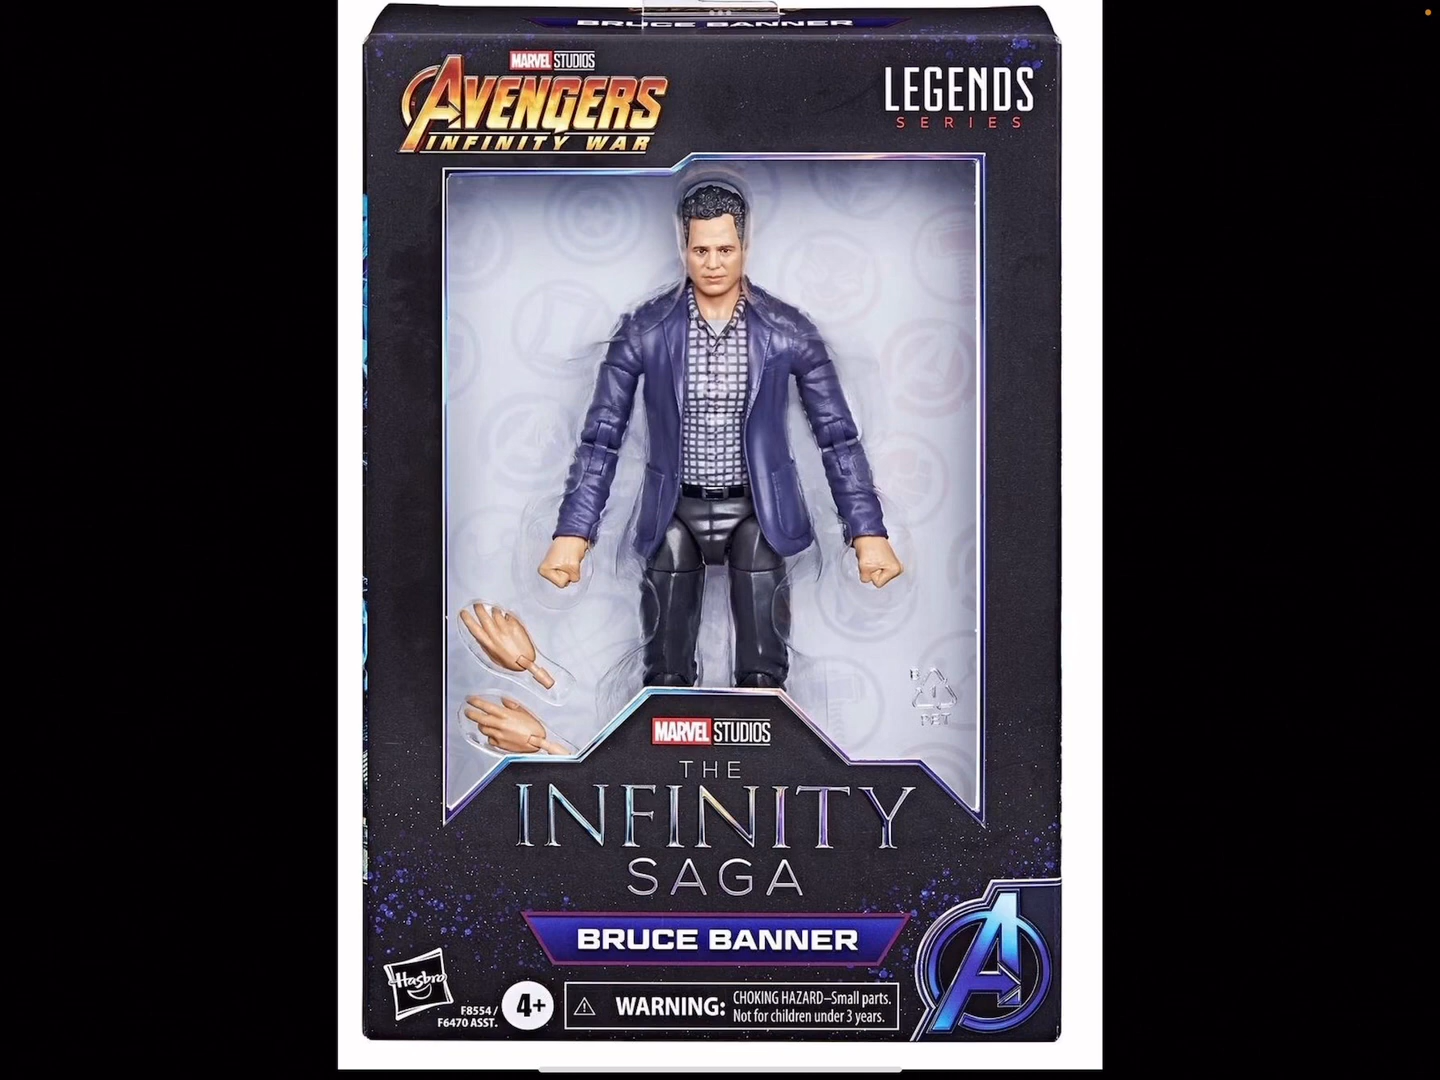 BRUCE BANNER
MARVEL STUDIOS
AVENGERS
INFINITY WAR
LEGENDS
SERIES
PET
MARVEL STUDIOS
THE
INFINITY
SAGA
BRUCE BANNER
Hasbro
F8554 /
F6470 ASST.
4+
WARNING: CHOKING HAZARD–Small parts.
Not for children under 3 years.